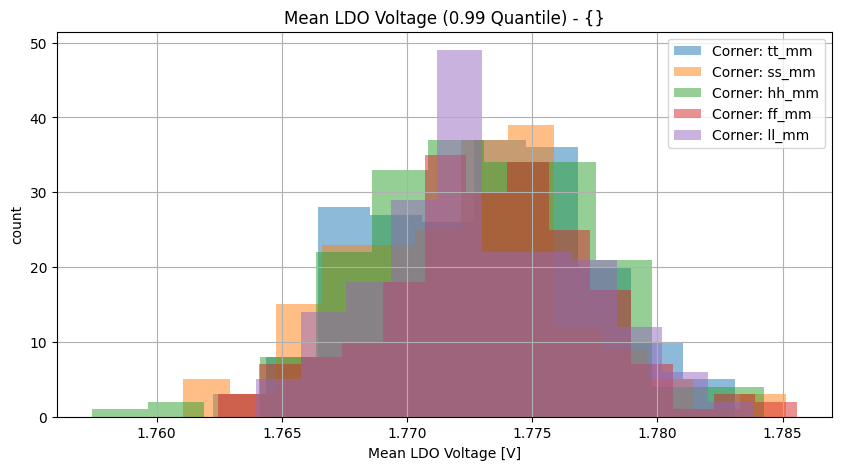 Mean LDO Voltage (0.99 Quantile) - {}
50
40
30
20
10
0
count
Corner: tt_mm
Corner: ss_mm
Corner: hh_mm
Corner: ff_mm
Corner: ll_mm
1.760 1.765 1.770 1.775 1.780 1.785
Mean LDO Voltage [V]